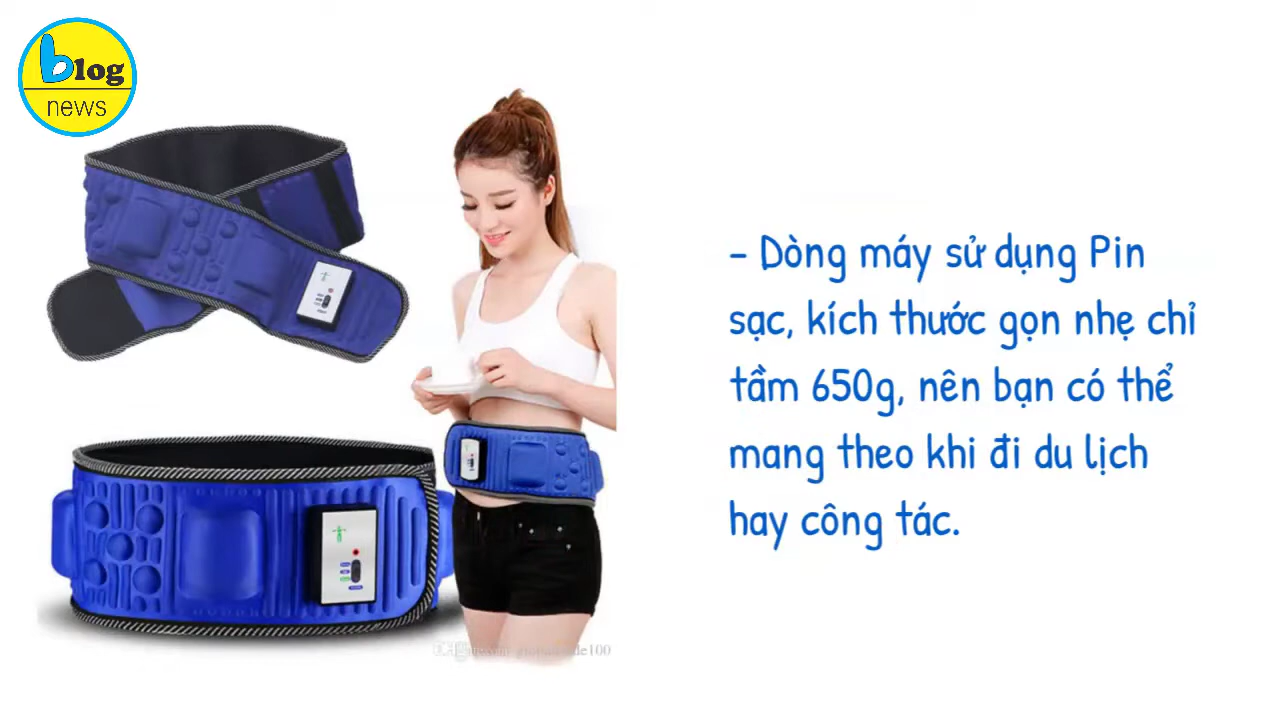 blog
news
- Dòng máy sử dụng Pin
sạc, kích thước gọn nhẹ chỉ
tầm 650g, nên bạn có thể
mang theo khi đi du lịch
hay công tác.